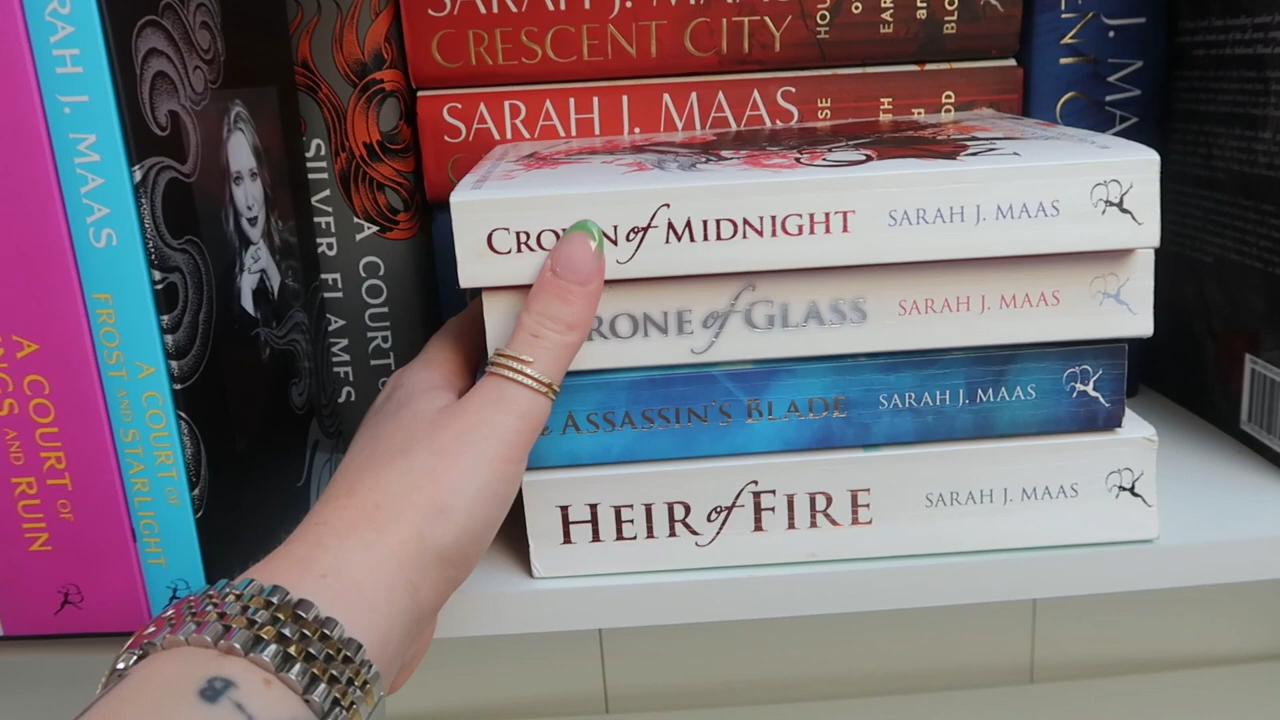 RAH J. MAAS
A COURT OF
NGS AND RUIN
A COURT OF
FROST AND STARLIGHT
A COURT
SILVER FLAMES
SARAH J. MAAS
CRESCENT CITY
SARAH J. MAAS
J. MA
CROWN of MIDNIGHT SARAH J. MAAS
RONE of GLASS SARAH J. MAAS
ASSASSIN'S BLADE SARAH J. MAAS
HEIR of FIRE SARAH J. MAAS